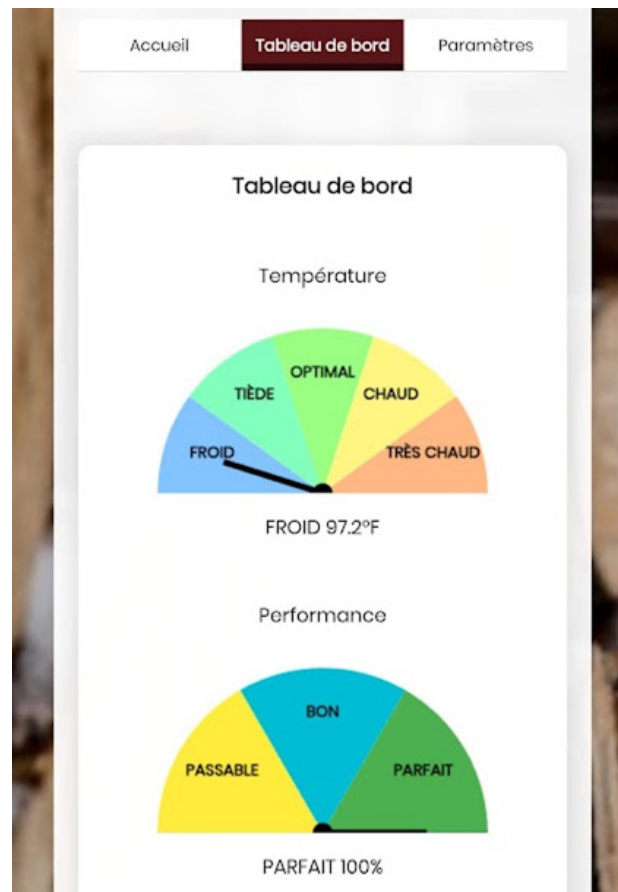 Accueil Tableau de bord Paramètres
Tableau de bord
Température
OPTIMAL
TIÈDE CHAUD
FROID TRÈS CHAUD
FROID 97.2°F
Performance
BON
PASSABLE PARFAIT
PARFAIT 100%